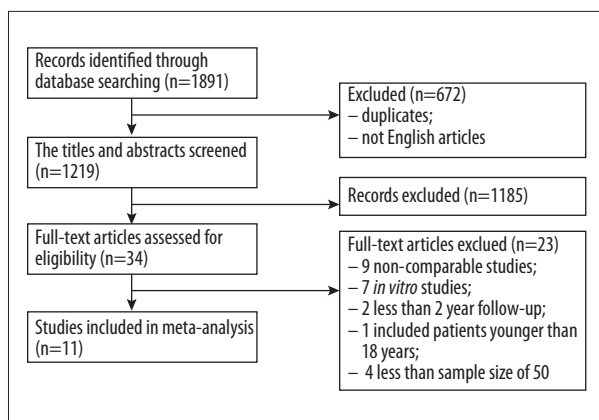 Records identified through
database searching (n=1891)
Excluded (n=672)
– duplicates;
– not English articles
The titles and abstracts screened
(n=1219)
Records excluded (n=1185)
Full-text articles assessed for
eligibility (n=34)
Full-text articles exclued (n=23)
– 9 non-comparable studies;
– 7 in vitro studies;
– 2 less than 2 year follow-up;
– 1 included patients younger than
18 years;
– 4 less than sample size of 50
Studies included in meta-analysis
(n=11)